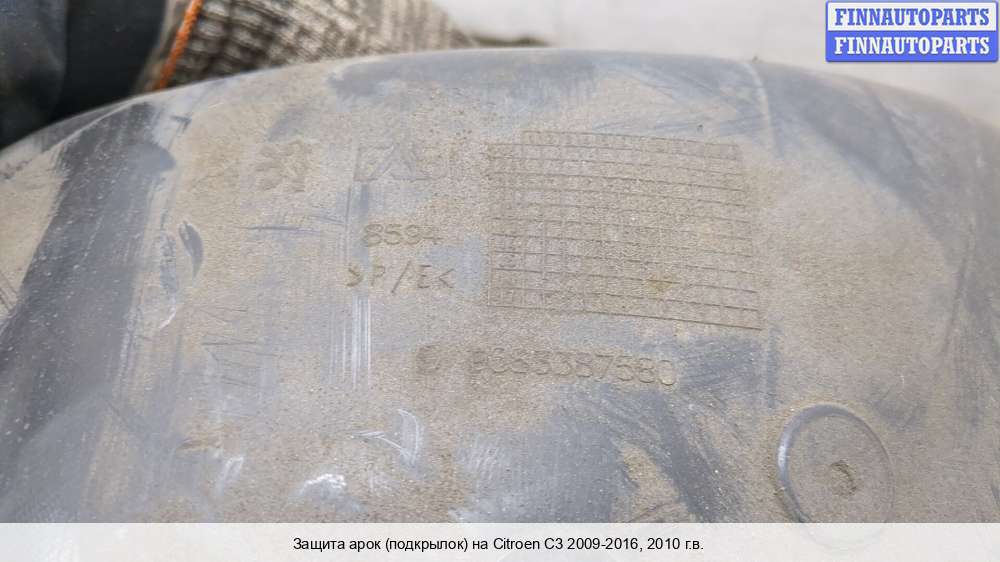 FINNAUTOPARTS
FINNAUTOPARTS
8594
>P/E<
Защита арок (подкрылок) на Citroen C3 2009-2016, 2010 г.в.